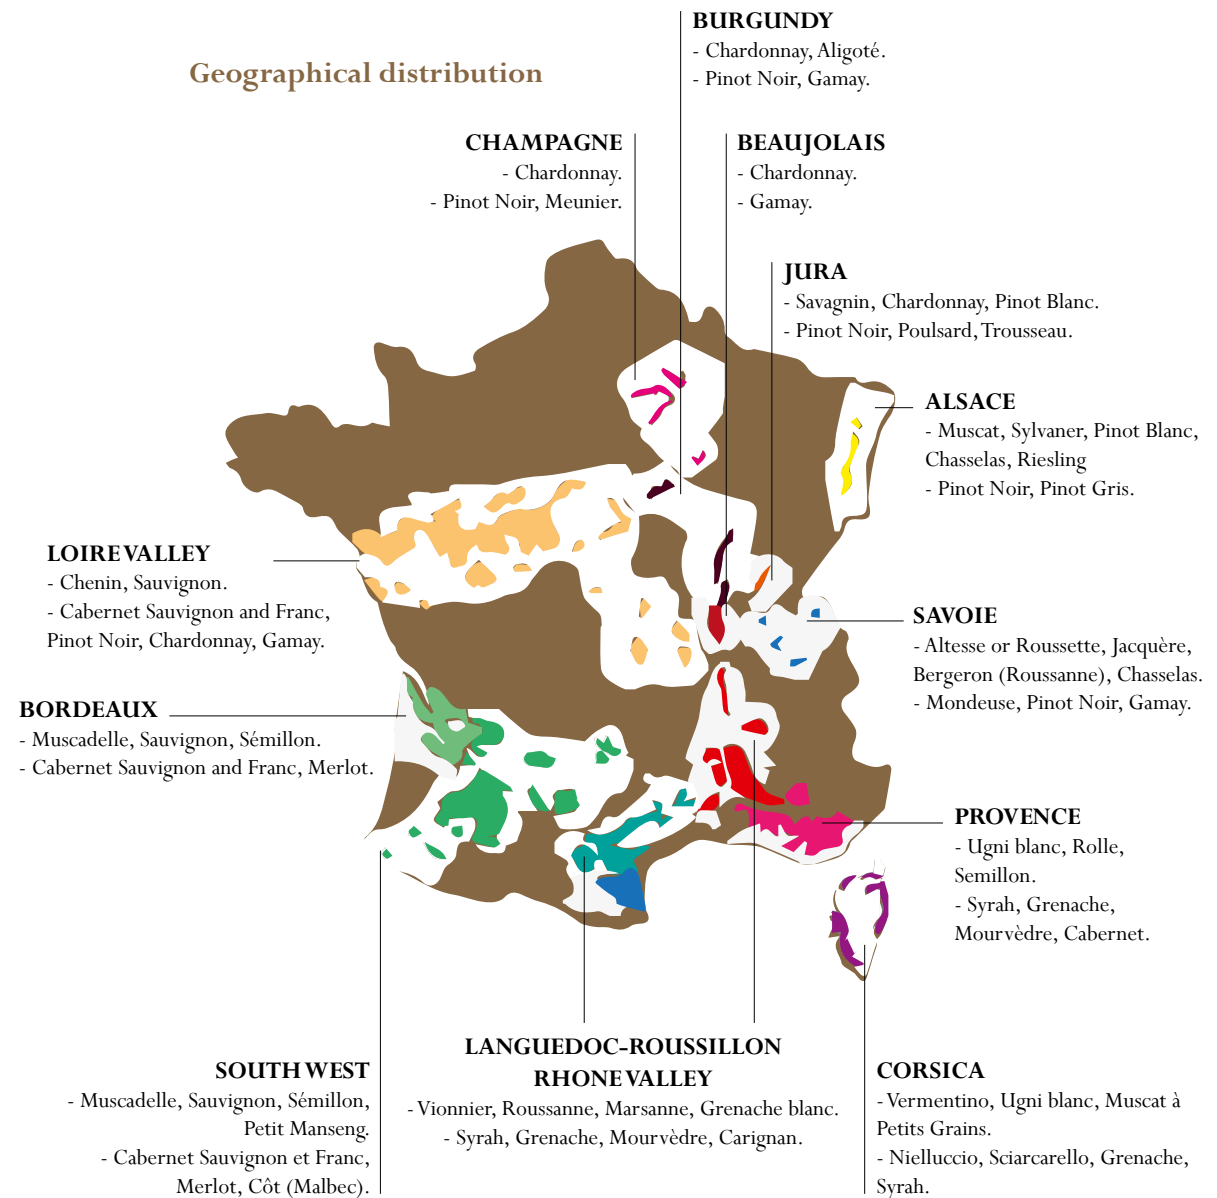 Geographical distribution
BURGUNDY
- Chardonnay, Aligoté.
- Pinot Noir, Gamay.
CHAMPAGNE
- Chardonnay.
- Pinot Noir, Meunier.
BEAUJOLAIS
- Chardonnay.
- Gamay.
JURA
- Savagnin, Chardonnay, Pinot Blanc.
- Pinot Noir, Poulsard, Trousseau.
ALSACE
- Muscat, Sylvaner, Pinot Blanc,
Chasselas, Riesling
- Pinot Noir, Pinot Gris.
LOIRE VALLEY
- Chenin, Sauvignon.
- Cabernet Sauvignon and Franc,
Pinot Noir, Chardonnay, Gamay.
SAVOIE
- Altesse or Roussette, Jacquère,
Bergeron (Roussanne), Chasselas.
- Mondeuse, Pinot Noir, Gamay.
BORDEAUX
- Muscadelle, Sauvignon, Sémillon.
- Cabernet Sauvignon and Franc, Merlot.
PROVENCE
- Ugni blanc, Rolle,
Semillon.
- Syrah, Grenache,
Mourvèdre, Cabernet.
SOUTH WEST
- Muscadelle, Sauvignon, Sémillon,
Petit Manseng.
- Cabernet Sauvignon et Franc,
Merlot, Côt (Malbec).
LANGUEDOC-ROUSSILLON
RHONE VALLEY
- Vionnier, Roussanne, Marsanne, Grenache blanc.
- Syrah, Grenache, Mourvèdre, Carignan.
CORSICA
- Vermentino, Ugni blanc, Muscat à
Petits Grains.
- Nielluccio, Sciarcarello, Grenache,
Syrah.